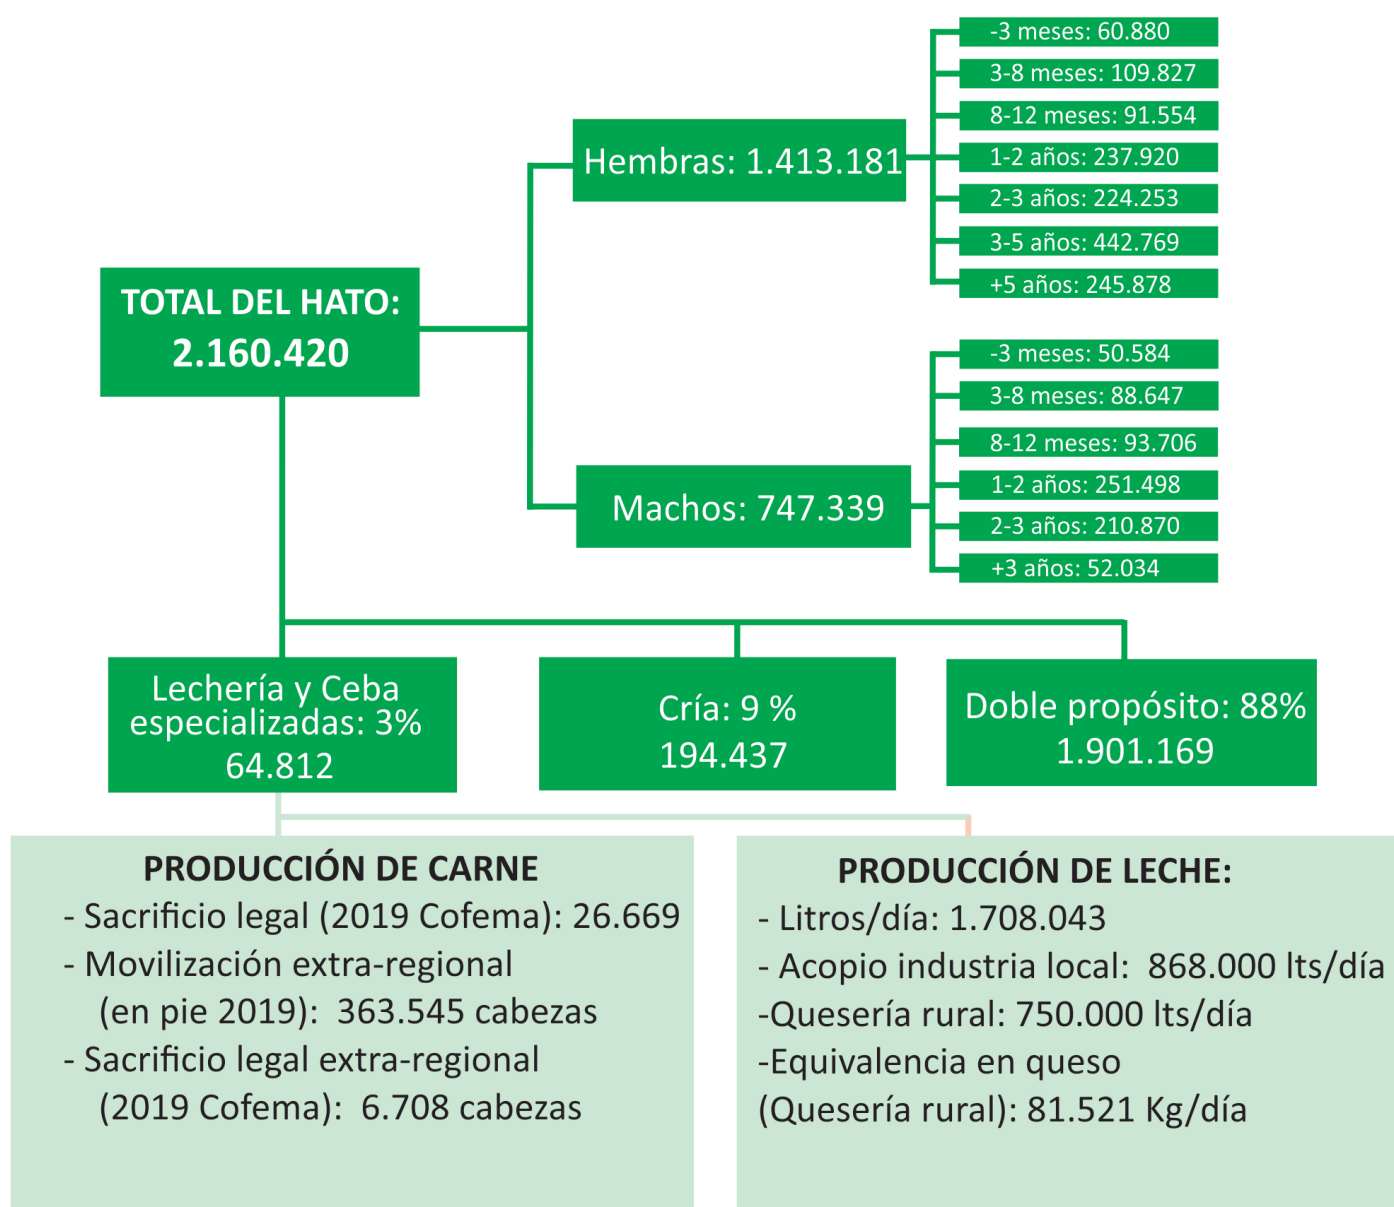 TOTAL DEL HATO:
2.160.420
Hembras: 1.413.181
-3 meses: 60.880
3-8 meses: 109.827
8-12 meses: 91.554
1-2 años: 237.920
2-3 años: 224.253
3-5 años: 442.769
+5 años: 245.878
Machos: 747.339
-3 meses: 50.584
3-8 meses: 88.647
8-12 meses: 93.706
1-2 años: 251.498
2-3 años: 210.870
+3 años: 52.034
Lechería y Ceba
especializadas: 3%
64.812
Cría: 9 %
194.437
Doble propósito: 88%
1.901.169
PRODUCCIÓN DE CARNE
- Sacrificio legal (2019 Cofema): 26.669
- Movilización extra-regional
(en pie 2019): 363.545 cabezas
- Sacrificio legal extra-regional
(2019 Cofema): 6.708 cabezas
PRODUCCIÓN DE LECHE:
- Litros/día: 1.708.043
- Acopio industria local: 868.000 lts/día
-Quesería rural: 750.000 lts/día
-Equivalencia en queso
(Quesería rural): 81.521 Kg/día